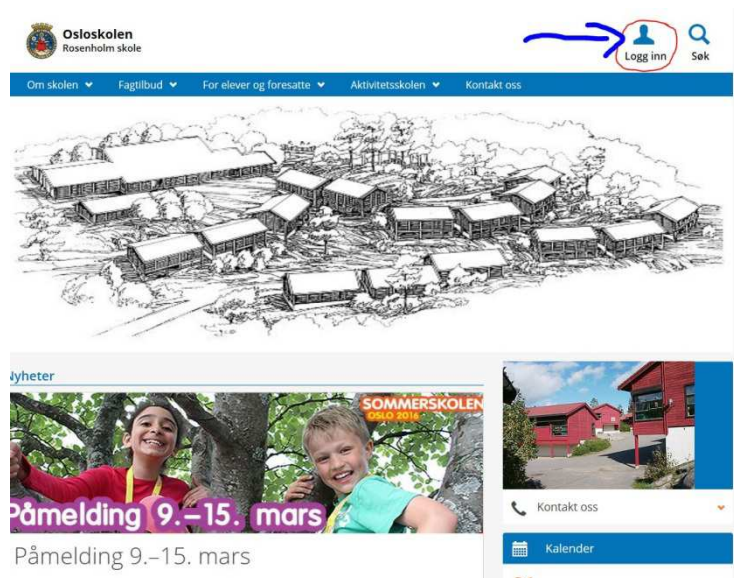 Osloskolen
Rosenholm skole
Logg inn
Søk
Om skolen
Fagtilbud
For elever og foresatte
Aktivitetsskolen
Kontakt oss
Nyheter
SOMMERSKOLEN
OSLO 2016
Påmelding 9.–15. mars
Påmelding 9.–15. mars
Kontakt oss
Kalender